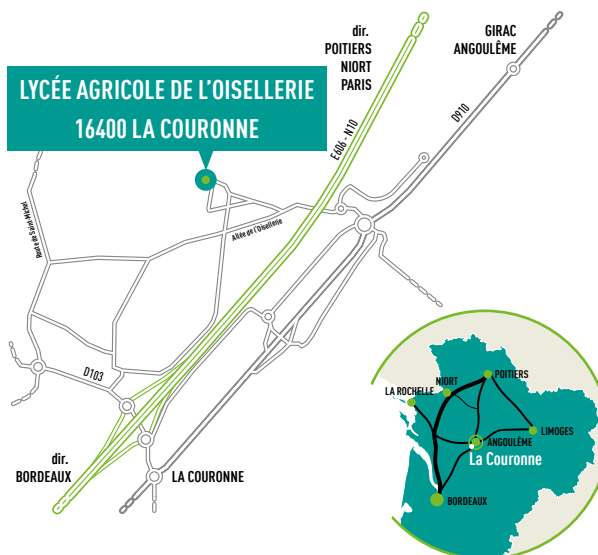 dir.
POITIERS
NIORT
PARIS
GIRAC
ANGOULÊME
LYCÉE AGRICOLE DE L'OISELLERIE
16400 LA COURONNE
E606 - N10
D910
Route de Saint-Michel
Allée de l'Oisellerie
D103
dir.
BORDEAUX
LA COURONNE
POITIERS
NIORT
LA ROCHELLE
LIMOGES
ANGOULÊME
La Couronne
BORDEAUX